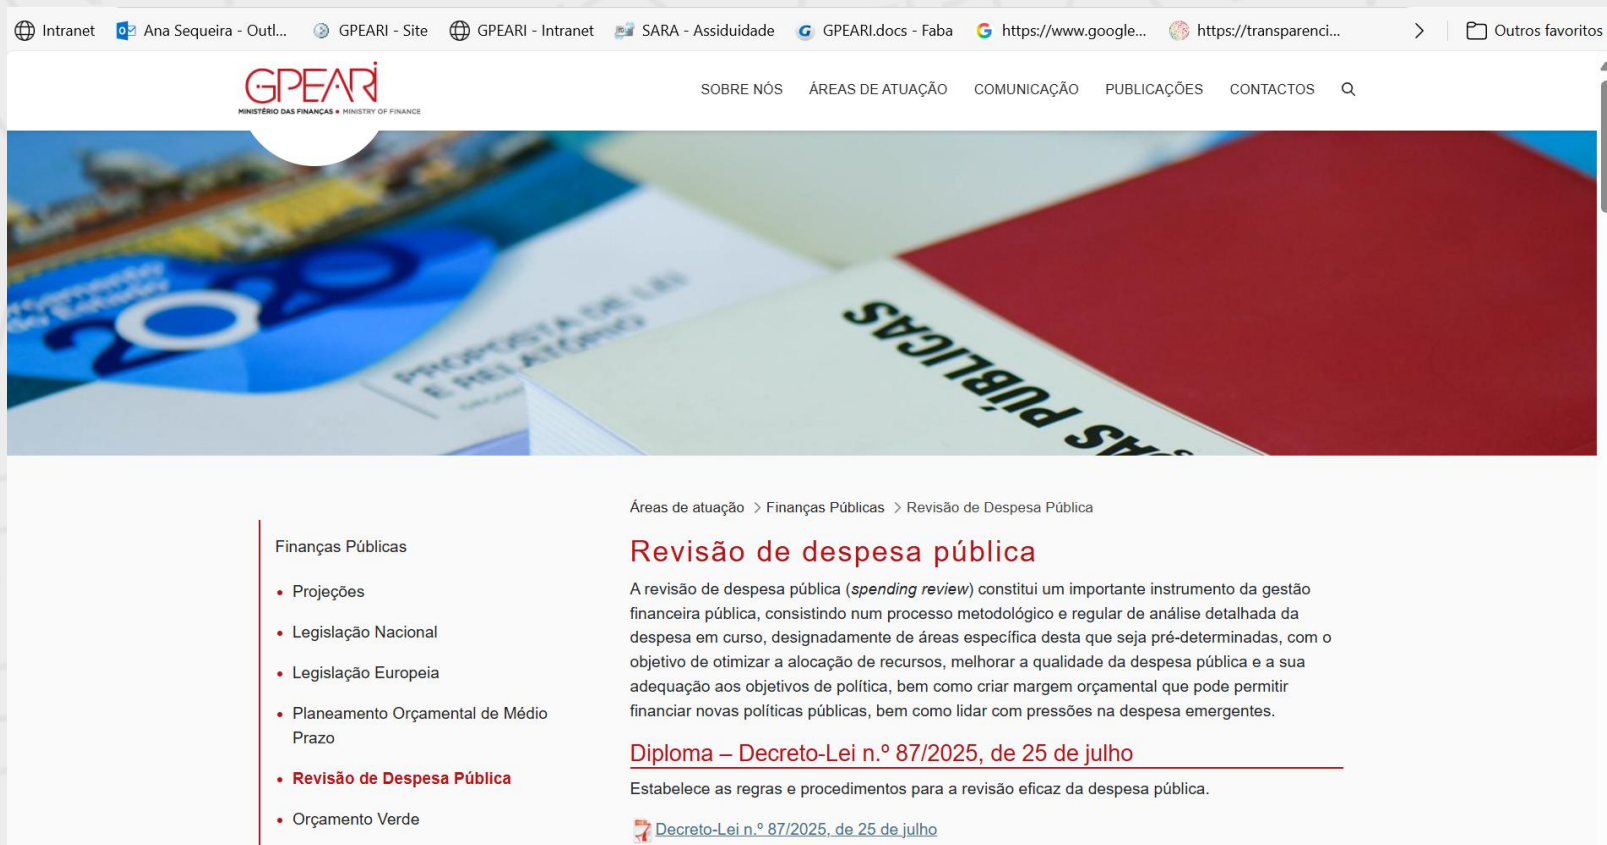 Intranet Ana Sequeira - Outl... GPEARI - Site GPEARI - Intranet SARA - Assiduidade GPEARI.docs - Faba https://www.google... https://transparenci... Outros favoritos
GPEARI
MINISTÉRIO DAS FINANÇAS • MINISTRY OF FINANCE
SOBRE NÓS ÁREAS DE ATUAÇÃO COMUNICAÇÃO PUBLICAÇÕES CONTACTOS
Orçamento
do Estado
2020
PROPOSTA DE LEI
E RELATÓRIO
ÇAS PÚBLICAS
Áreas de atuação > Finanças Públicas > Revisão de Despesa Pública
Finanças Públicas
• Projeções
• Legislação Nacional
• Legislação Europeia
• Planeamento Orçamental de Médio
Prazo
• Revisão de Despesa Pública
• Orçamento Verde
Revisão de despesa pública
A revisão de despesa pública (spending review) constitui um importante instrumento da gestão
financeira pública, consistindo num processo metodológico e regular de análise detalhada da
despesa em curso, designadamente de áreas específica desta que seja pré-determinadas, com o
objetivo de otimizar a alocação de recursos, melhorar a qualidade da despesa pública e a sua
adequação aos objetivos de política, bem como criar margem orçamental que pode permitir
financiar novas políticas públicas, bem como lidar com pressões na despesa emergentes.
Diploma – Decreto-Lei n.º 87/2025, de 25 de julho
Estabelece as regras e procedimentos para a revisão eficaz da despesa pública.
Decreto-Lei n.º 87/2025, de 25 de julho